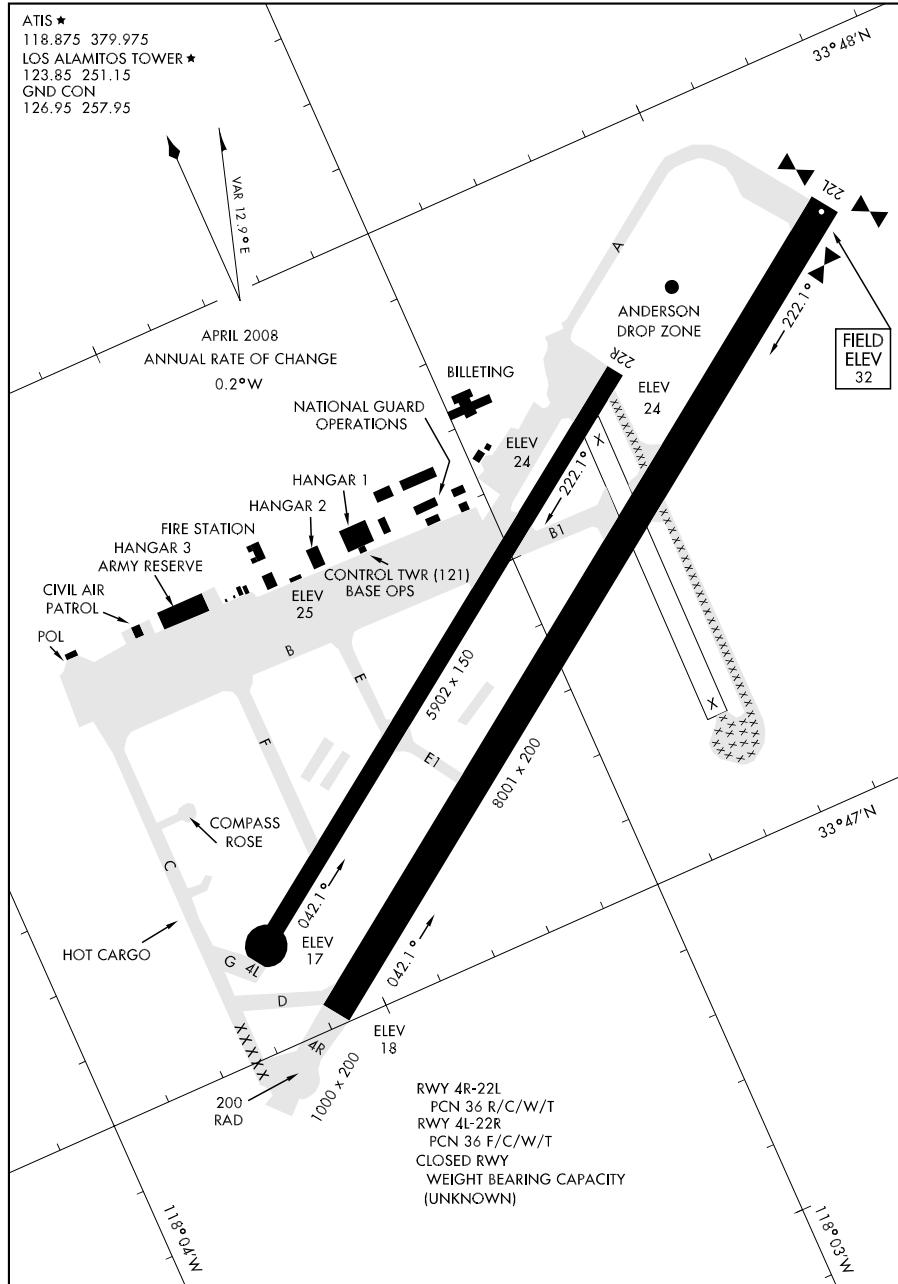 ATIS ★
118.875 379.975
LOS ALAMITOS TOWER ★
123.85 251.15
GND CON
126.95 257.95
33°48'N
VAR 12.9° E
22L
A
222.1°
ANDERSON
DROP ZONE
APRIL 2008
ANNUAL RATE OF CHANGE
0.2°W
FIELD
ELEV
32
22R
BILLETING
ELEV
24
NATIONAL GUARD
OPERATIONS
ELEV
24
X
222.1°
HANGAR 1
HANGAR 2
FIRE STATION
B1
HANGAR 3
ARMY RESERVE
CONTROL TWR (121)
BASE OPS
ELEV
25
CIVIL AIR
PATROL
POL
B
E
5902 x 150
X
F
E1
8001 x 200
33°47'N
COMPASS
ROSE
C
042.1°
HOT CARGO
ELEV
17
G
4L
042.1°
D
XXXXX
ELEV
18
4R
1000 x 200
200
RAD
RWY 4R-22L
PCN 36 R/C/W/T
RWY 4L-22R
PCN 36 F/C/W/T
CLOSED RWY
WEIGHT BEARING CAPACITY
(UNKNOWN)
118°04'W
118°03'W